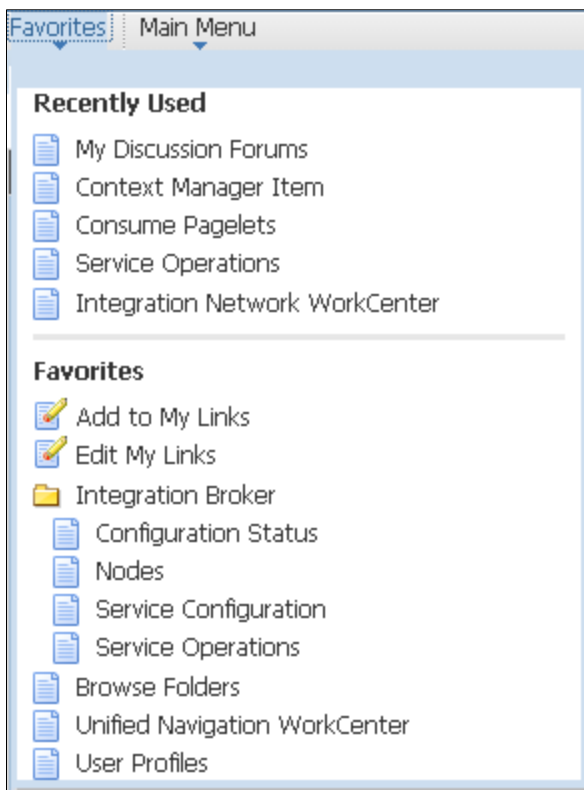 Favorites Main Menu
Recently Used
My Discussion Forums
Context Manager Item
Consume Pagelets
Service Operations
Integration Network WorkCenter
Favorites
Add to My Links
Edit My Links
Integration Broker
Configuration Status
Nodes
Service Configuration
Service Operations
Browse Folders
Unified Navigation WorkCenter
User Profiles